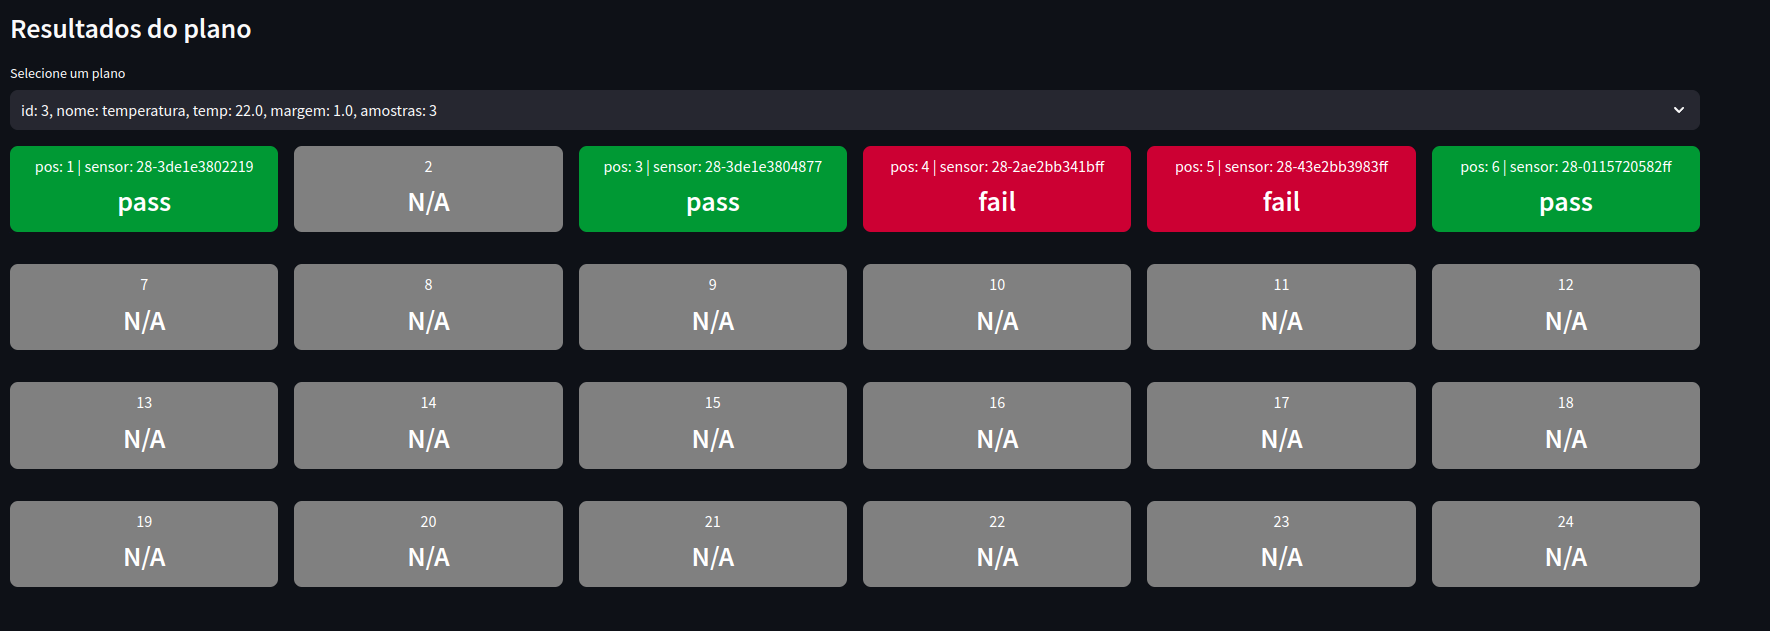 Resultados do plano
Selecione um plano
id: 3, nome: temperatura, temp: 22.0, margem: 1.0, amostras: 3
pos: 1 | sensor: 28-3de1e3802219
pass
2
N/A
pos: 3 | sensor: 28-3de1e3804877
pass
pos: 4 | sensor: 28-2ae2bb341bff
fail
pos: 5 | sensor: 28-43e2bb3983ff
fail
pos: 6 | sensor: 28-0115720582ff
pass
7
N/A
8
N/A
9
N/A
10
N/A
11
N/A
12
N/A
13
N/A
14
N/A
15
N/A
16
N/A
17
N/A
18
N/A
19
N/A
20
N/A
21
N/A
22
N/A
23
N/A
24
N/A